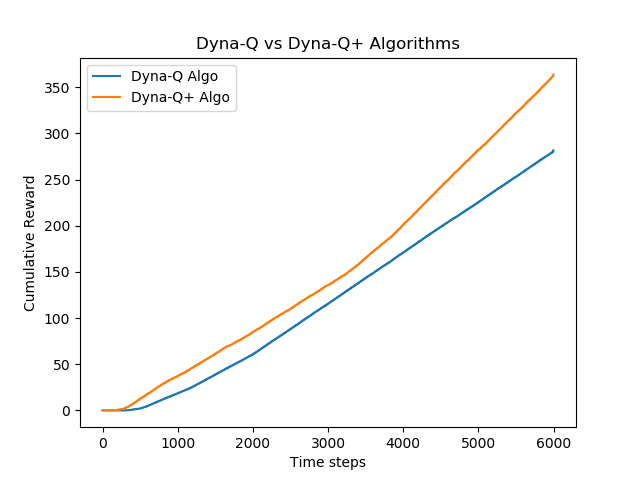 Dyna-Q vs Dyna-Q+ Algorithms
Dyna-Q Algo
Dyna-Q+ Algo
Cumulative Reward
350
300
250
200
150
100
50
0
0 1000 2000 3000 4000 5000 6000
Time steps